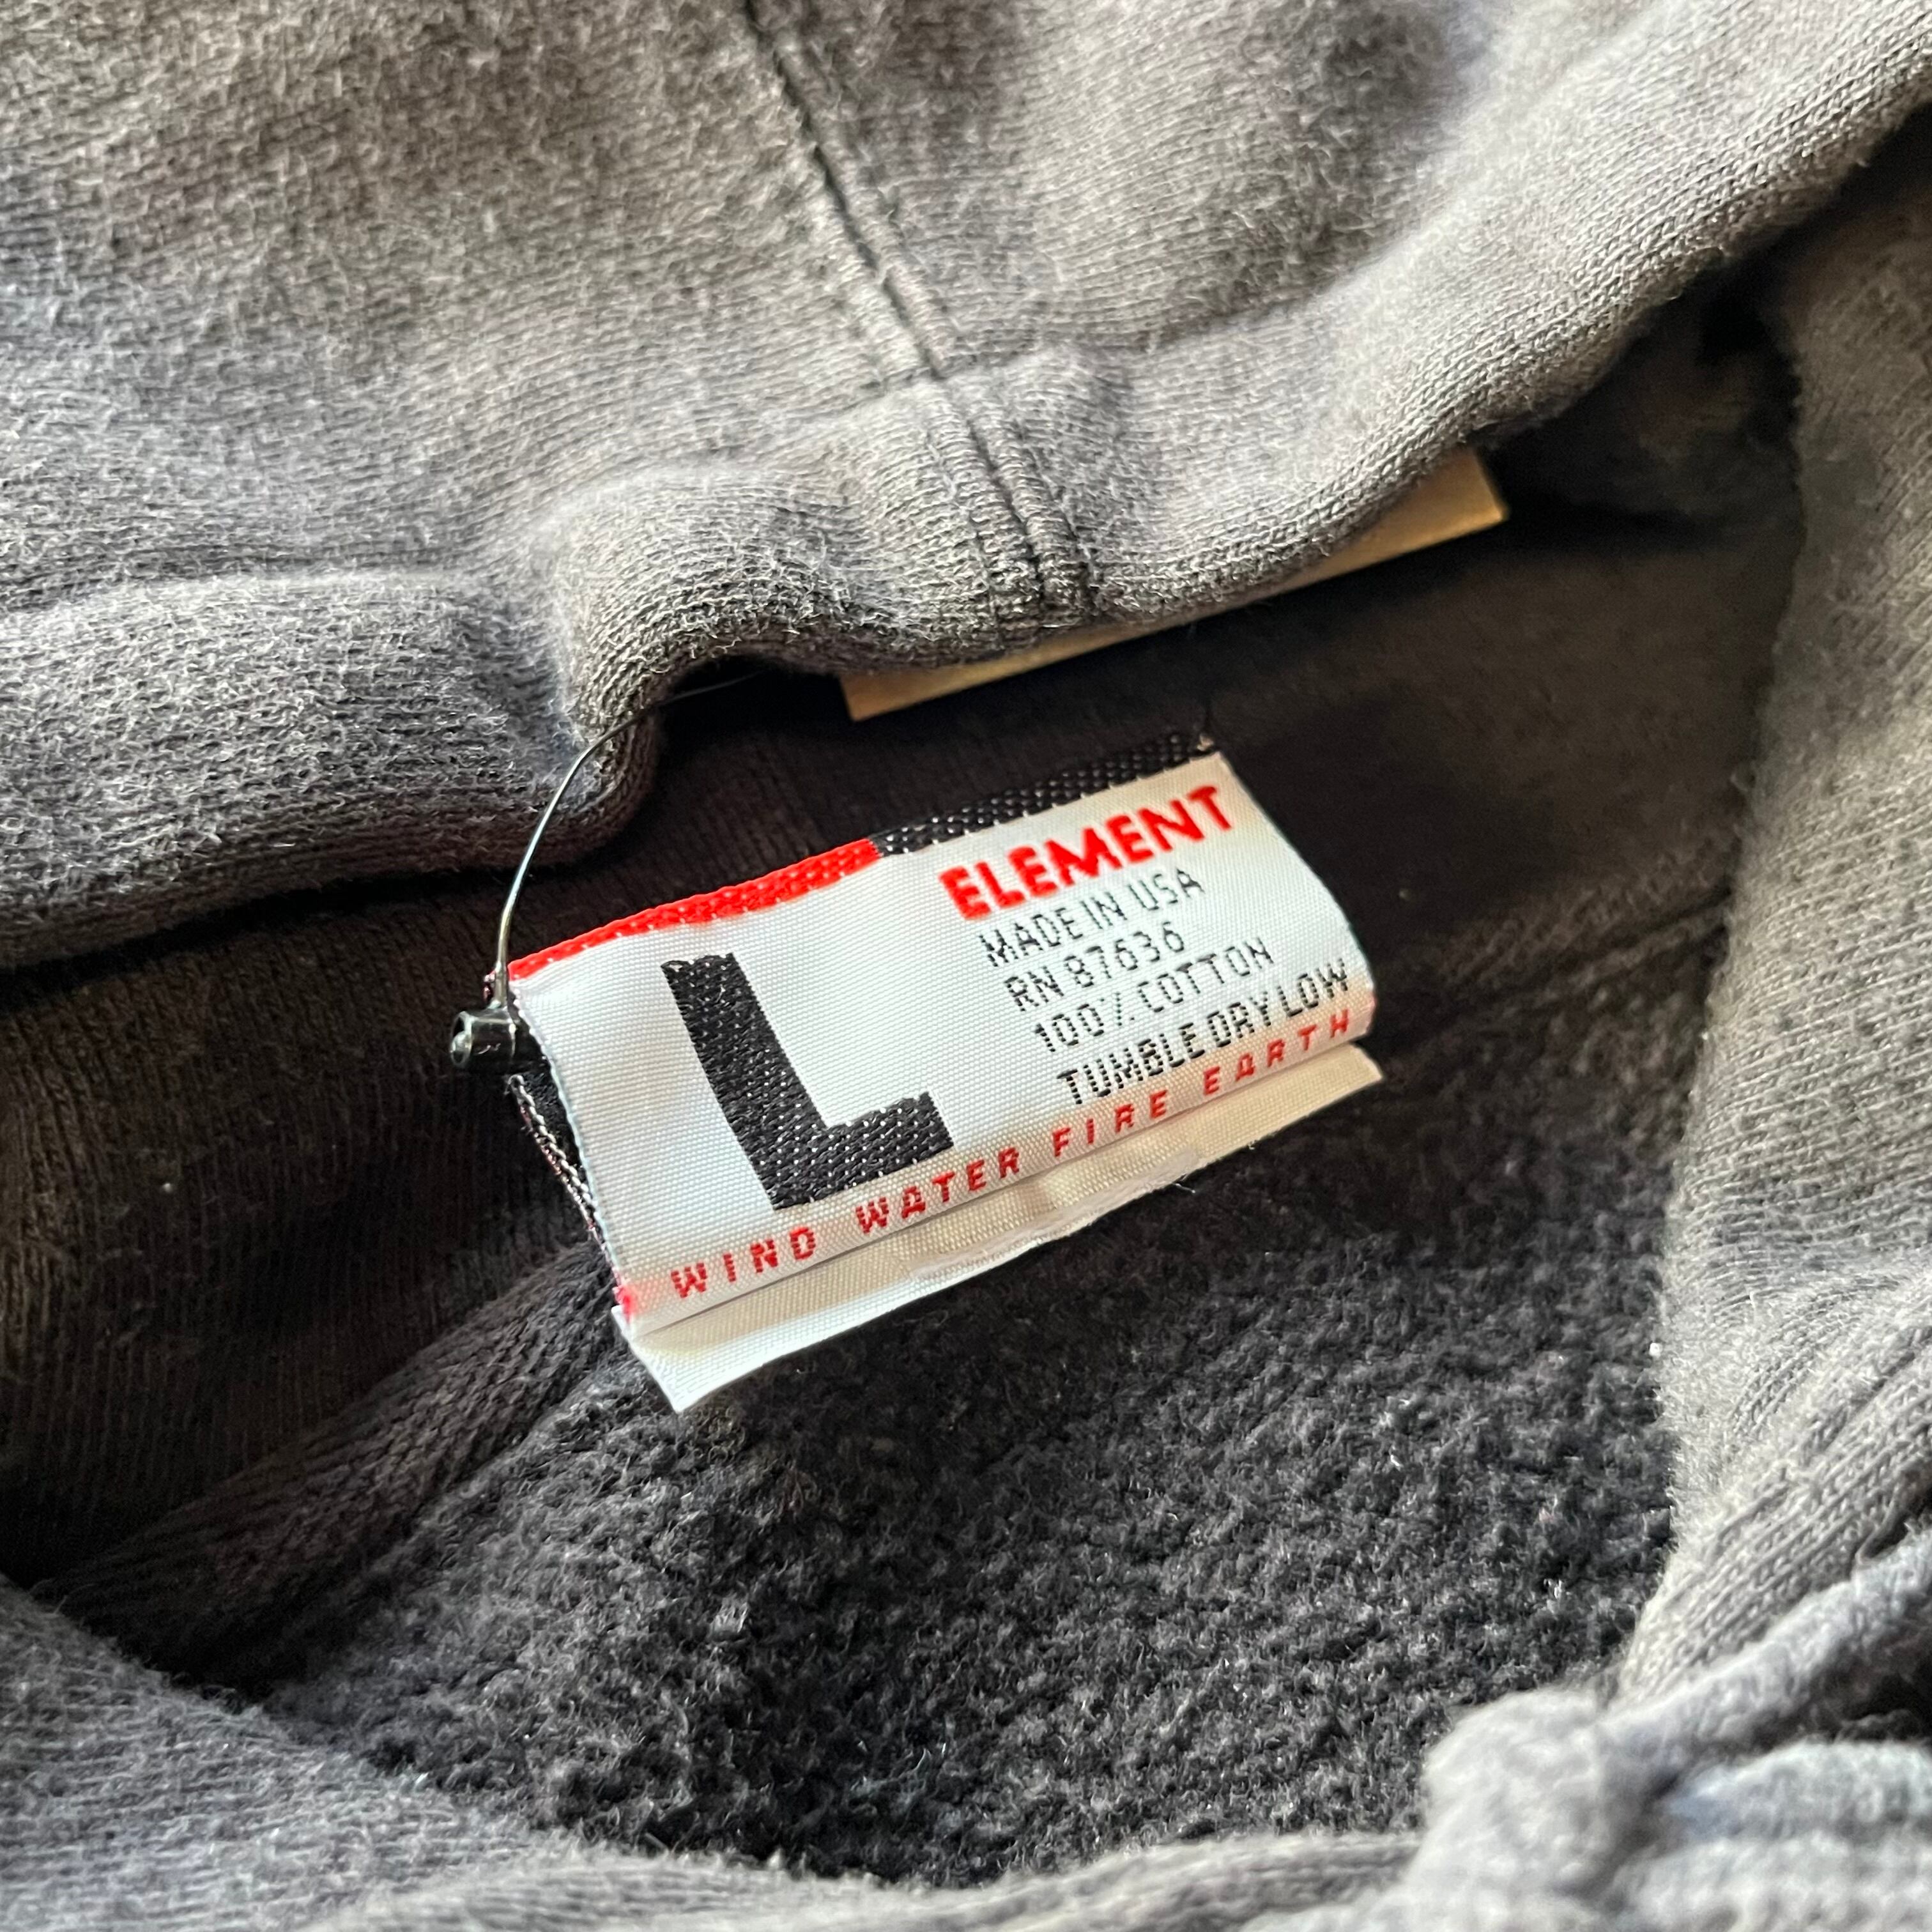 L
ELEMENT
MADE IN USA
RN 87636
100% COTTON
TUMBLE DRY LOW
WIND WATER FIRE EARTH